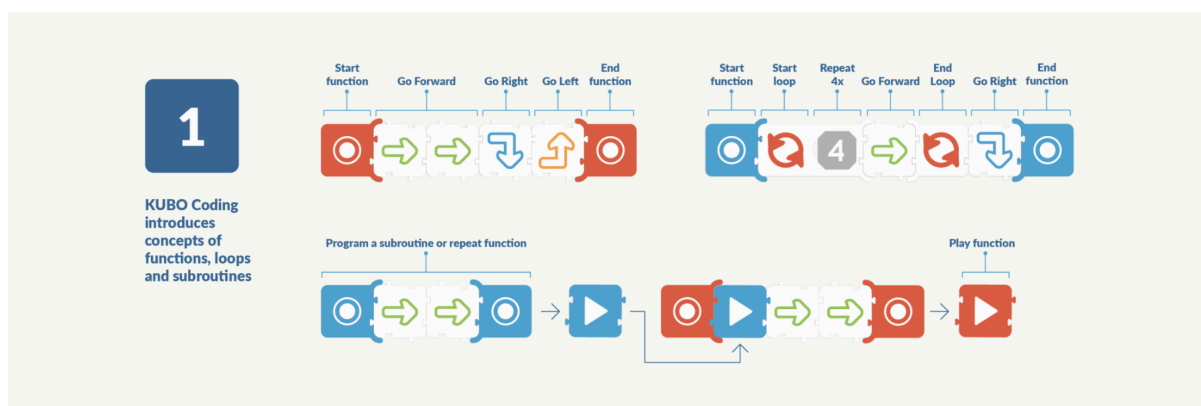 1
KUBO Coding
introduces
concepts of
functions, loops
and subroutines
Start
function
Go Forward
Go Right
Go Left
End
function
Start
function
Start
loop
Repeat
4x
Go Forward
End
Loop
Go Right
End
function
4
Program a subroutine or repeat function
Play function